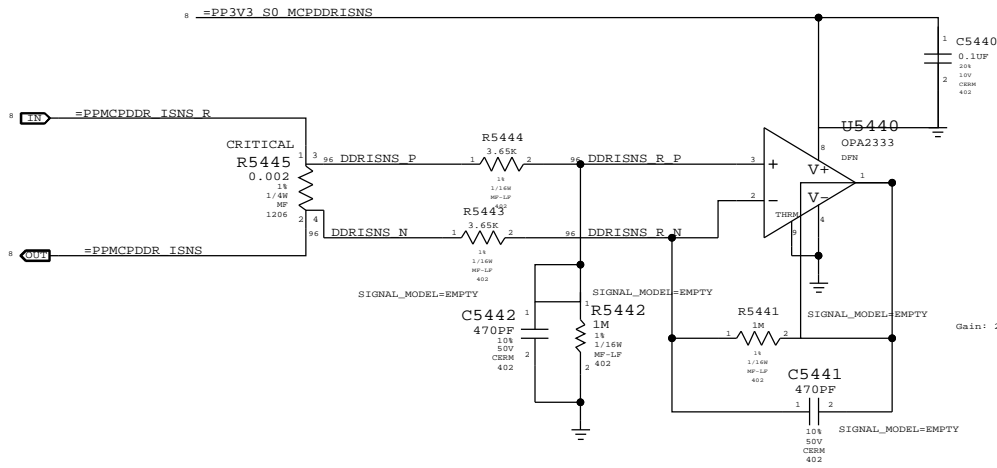 8 =PP3V3_S0_MCPDDRISNS
1 C5440
0.1UF
20%
10V
2 CERM
402
8 IN =PPMCPDDR_ISNS_R
CRITICAL
R5445
0.002
1%
1/4W
MF
1206
1 3
2 4
96 DDRISNS_P
R5444
1 3.65K 2
1%
1/16W
MF-LF
402
96 DDRISNS_R_P
U5440
OPA2333
DFN
8
3 +
V+
1
2 −
V-
THRM
4
9
96 DDRISNS_N
R5443
1 3.65K 2
1%
1/16W
MF-LF
402
96 DDRISNS_R_N
8 OUT =PPMCPDDR_ISNS
SIGNAL_MODEL=EMPTY
SIGNAL_MODEL=EMPTY
C5442
470PF
10%
50V
CERM
402
1
2
R5442
1M
1%
1/16W
MF-LF
402
1
2
R5441
1 1M 2
1%
1/16W
MF-LF
402
SIGNAL_MODEL=EMPTY
Gain:
C5441
470PF
1 2
10%
50V
CERM
402
SIGNAL_MODEL=EMPTY